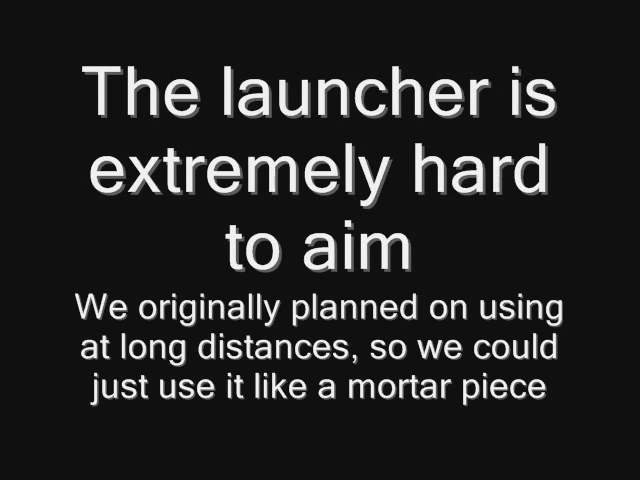 The launcher is
extremely hard
to aim
We originally planned on using
at long distances, so we could
just use it like a mortar piece